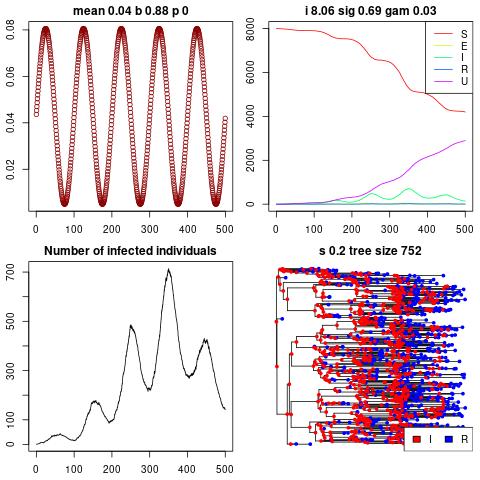 mean 0.04 b 0.88 p 0
0.02 0.04 0.06 0.08
0 100 200 300 400 500
i 8.06 sig 0.69 gam 0.03
0 2000 4000 6000 8000
S
E
I
R
U
0 100 200 300 400 500
Number of infected individuals
0 100 300 500 700
0 100 200 300 400 500
s 0.2 tree size 752
I R